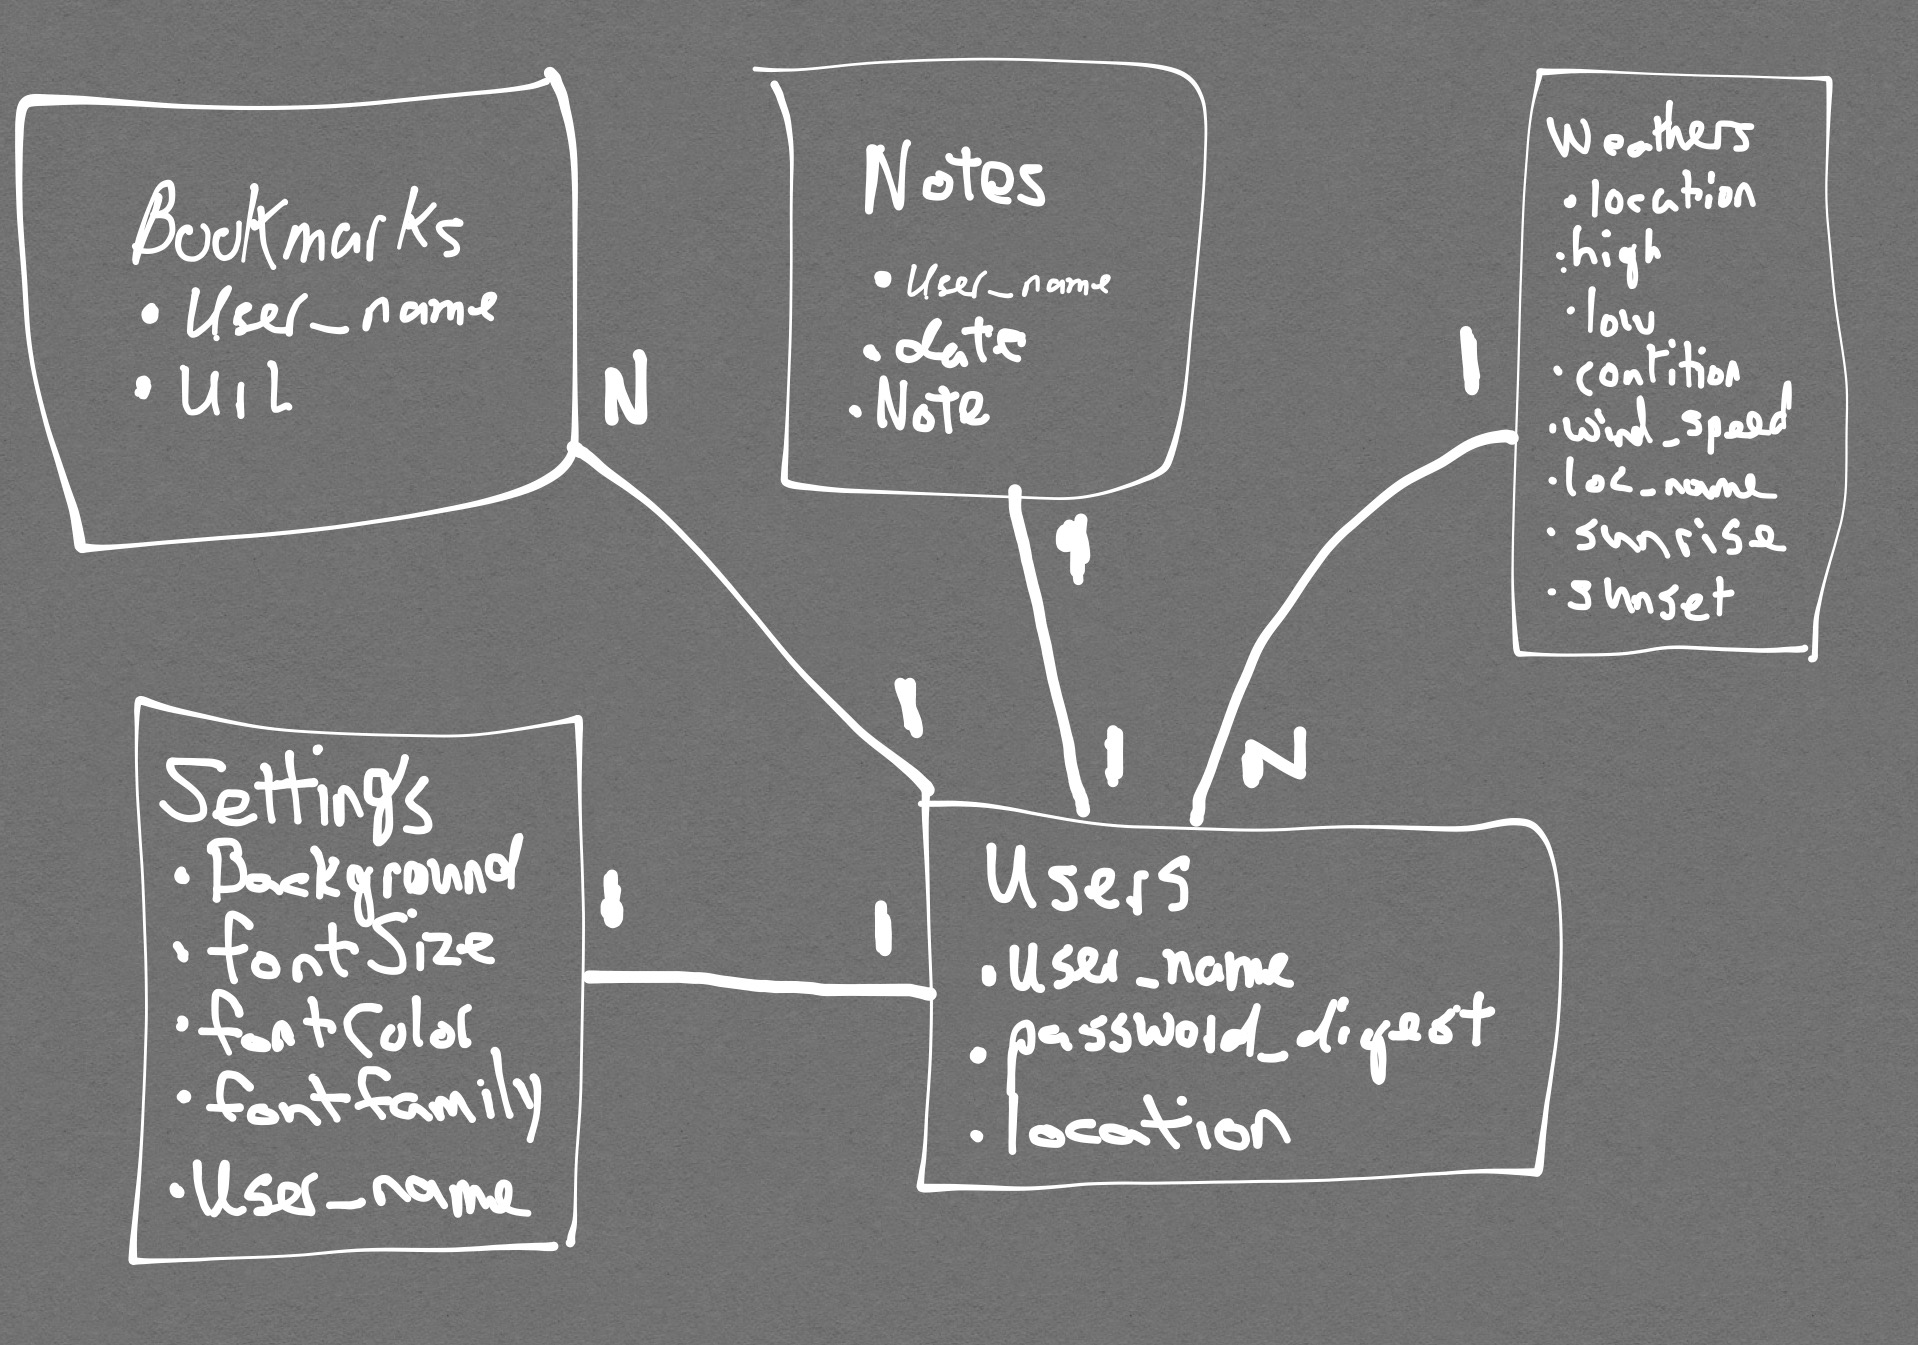 Bookmarks
• User_name
• Url
N
Notes
• User_name
• date
• Note
Weathers
• location
• high
• low
• contition
• wind_speed
• loc_name
• sunrise
• sunset
1
1
1
N
Settings
• Background
• fontSize
• fontColor
• fontfamily
• User_name
1
1
Users
• User_name
• password_digest
• location